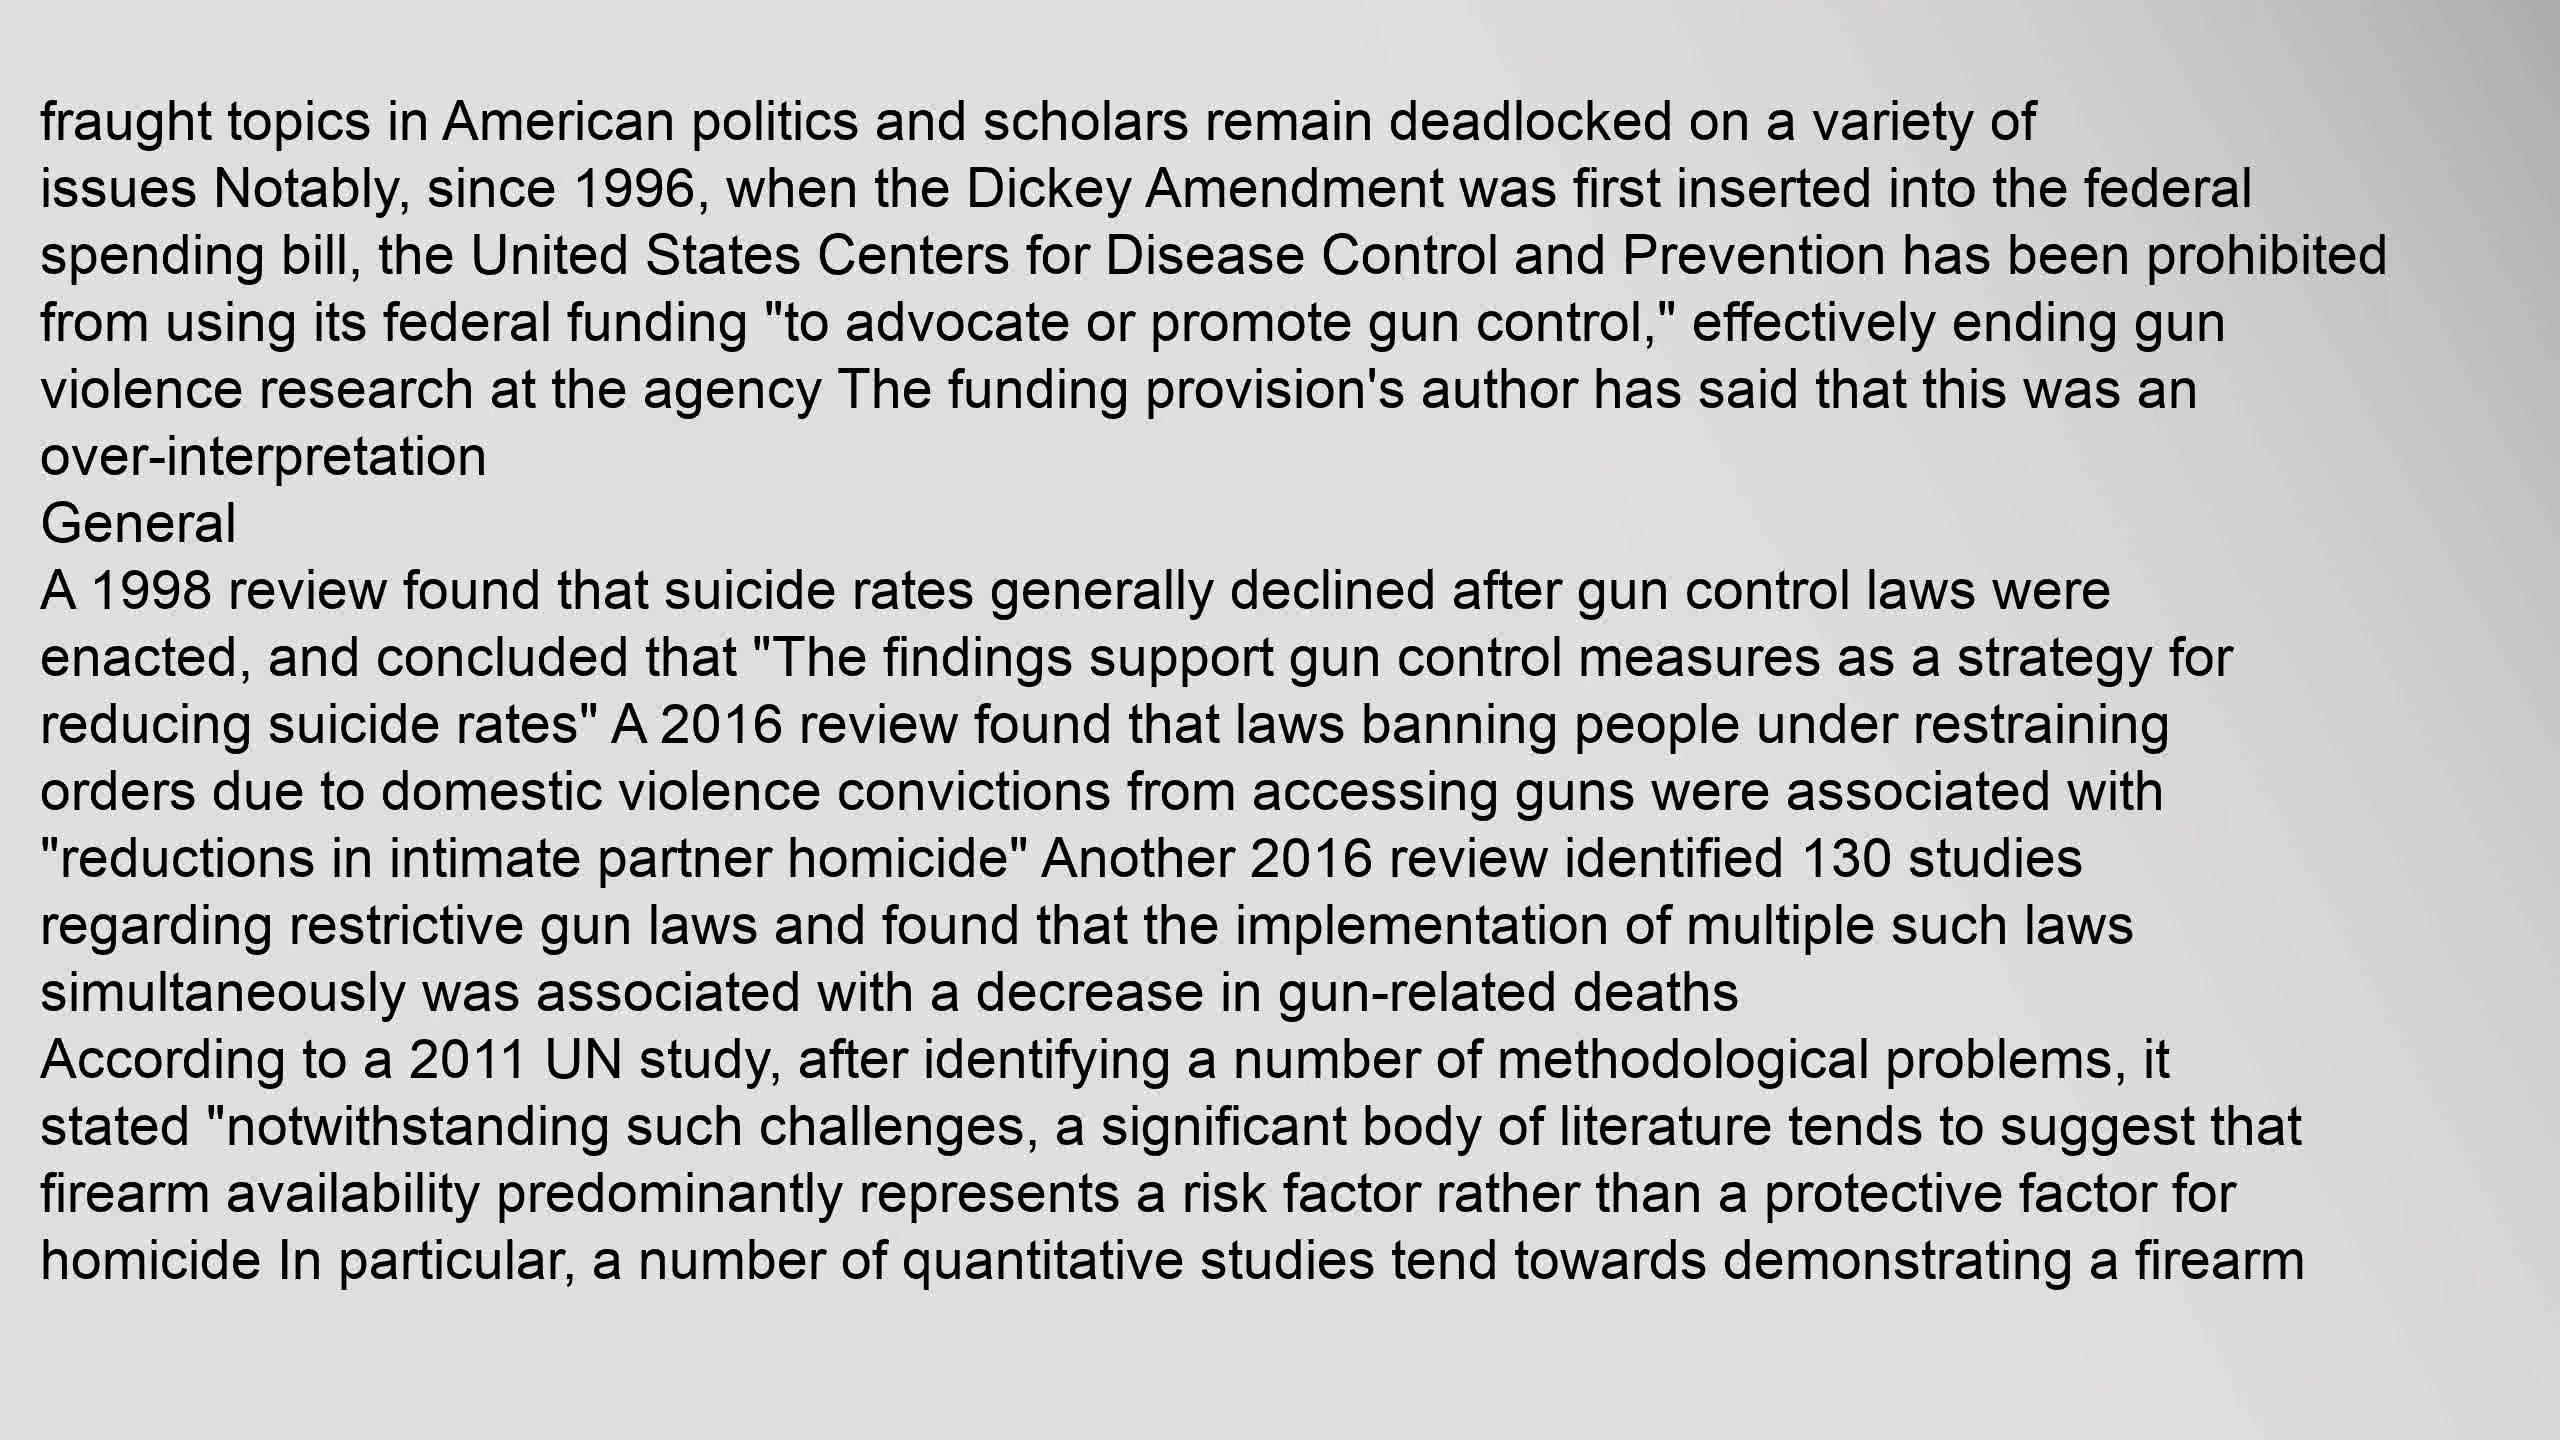 fraught topics in American politics and scholars remain deadlocked on a variety of
issues Notably, since 1996, when the Dickey Amendment was first inserted into the federal
spending bill, the United States Centers for Disease Control and Prevention has been prohibited
from using its federal funding "to advocate or promote gun control," effectively ending gun
violence research at the agency The funding provision's author has said that this was an
over-interpretation
General
A 1998 review found that suicide rates generally declined after gun control laws were
enacted, and concluded that "The findings support gun control measures as a strategy for
reducing suicide rates" A 2016 review found that laws banning people under restraining
orders due to domestic violence convictions from accessing guns were associated with
"reductions in intimate partner homicide" Another 2016 review identified 130 studies
regarding restrictive gun laws and found that the implementation of multiple such laws
simultaneously was associated with a decrease in gun-related deaths
According to a 2011 UN study, after identifying a number of methodological problems, it
stated "notwithstanding such challenges, a significant body of literature tends to suggest that
firearm availability predominantly represents a risk factor rather than a protective factor for
homicide In particular, a number of quantitative studies tend towards demonstrating a firearm